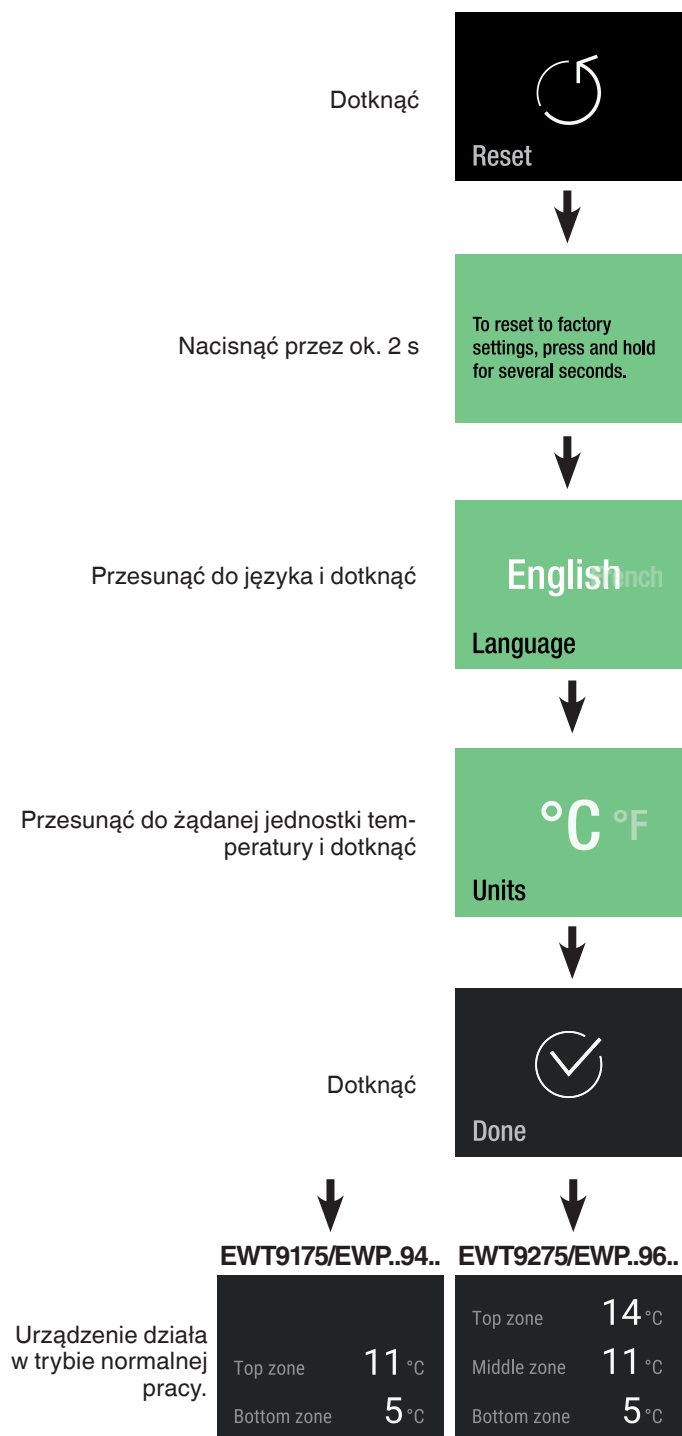 Dotknąć
Reset
Nacisnąć przez ok. 2 s
To reset to factory
settings, press and hold
for several seconds.
Przesunąć do języka i dotknąć
English French
Language
Przesunąć do żądanej jednostki tem-
peratury i dotknąć
°C °F
Units
Dotknąć
Done
EWT9175/EWP..94.. EWT9275/EWP..96..
Urządzenie działa
w trybie normalnej
pracy.
Top zone 11 °C
Bottom zone 5 °C
Top zone 14 °C
Middle zone 11 °C
Bottom zone 5 °C